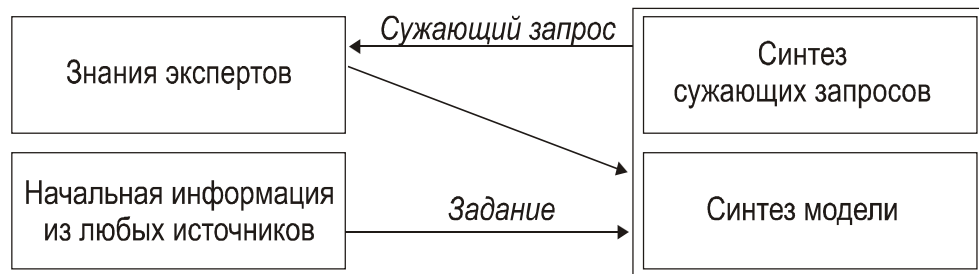 Сужающий запрос
Знания экспертов
Синтез
сужающих запросов
Начальная информация
из любых источников
Задание
Синтез модели